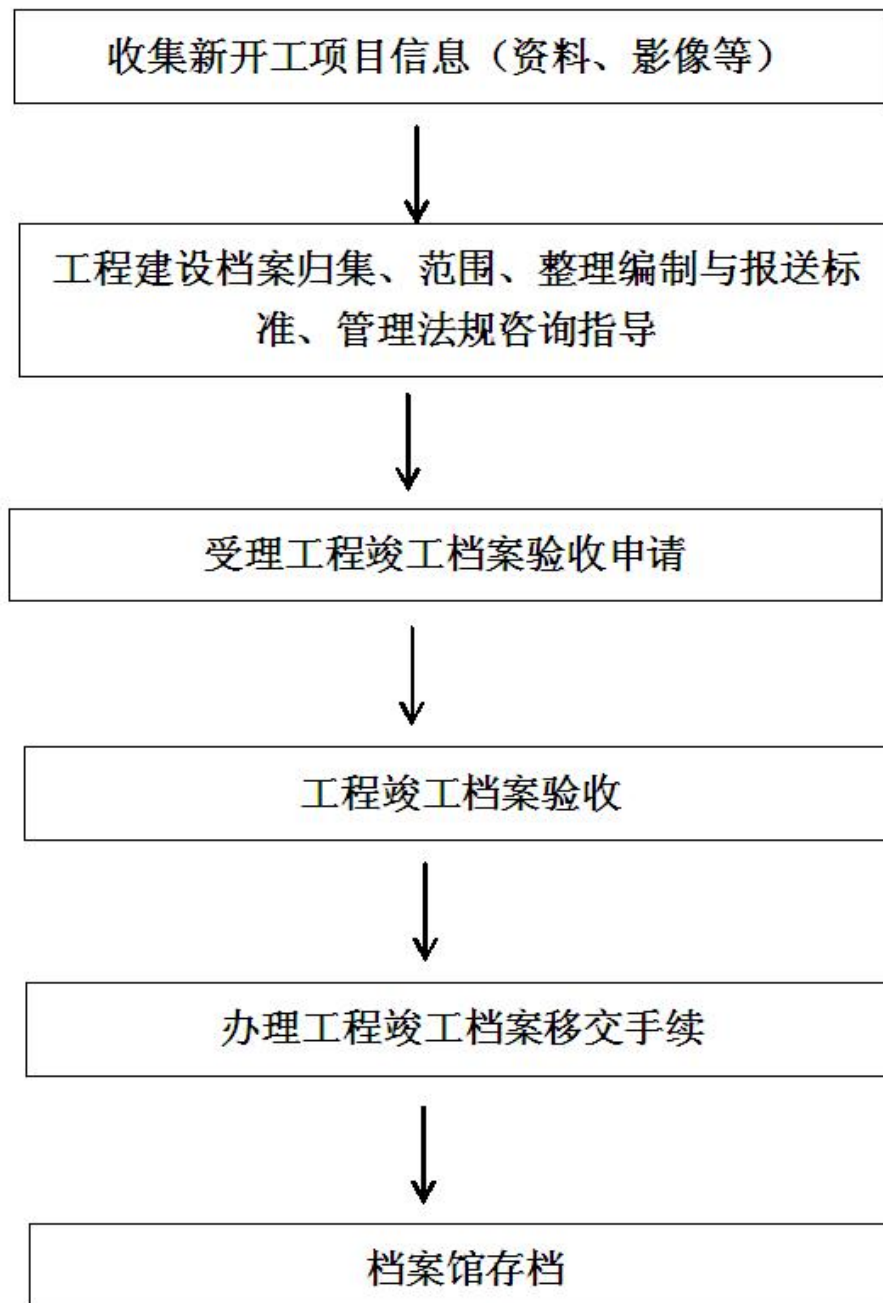 收集新开工项目信息（资料、影像等）
工程建设档案归集、范围、整理编制与报送标
准、管理法规咨询指导
受理工程竣工档案验收申请
工程竣工档案验收
办理工程竣工档案移交手续
档案馆存档